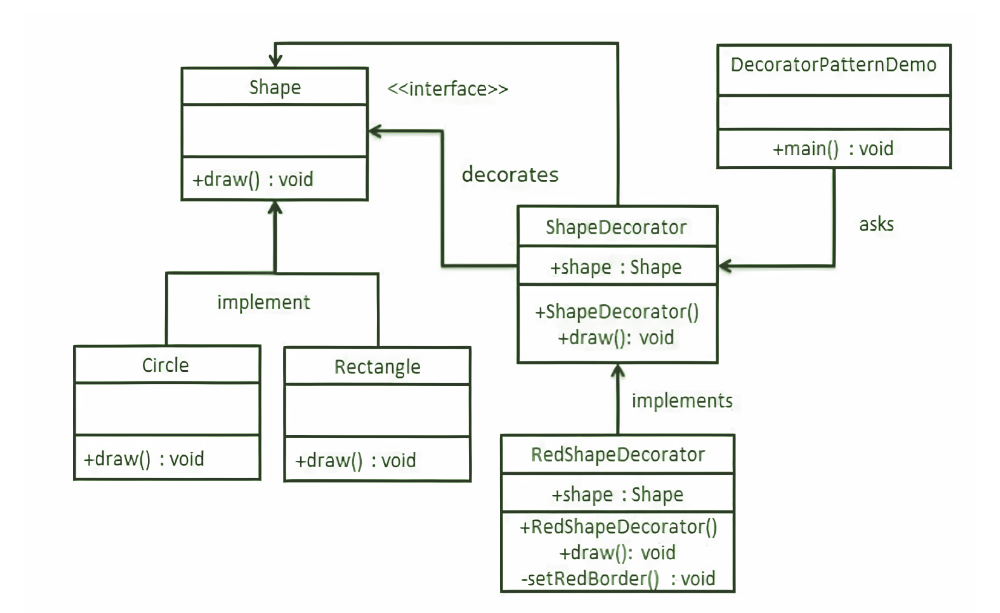 Shape
<<interface>>
+draw() : void
decorates
DecoratorPatternDemo
+main() : void
asks
ShapeDecorator
+shape : Shape
+ShapeDecorator()
+draw(): void
implement
Circle
+draw() : void
Rectangle
+draw() : void
implements
RedShapeDecorator
+shape : Shape
+RedShapeDecorator()
+draw(): void
-setRedBorder() : void